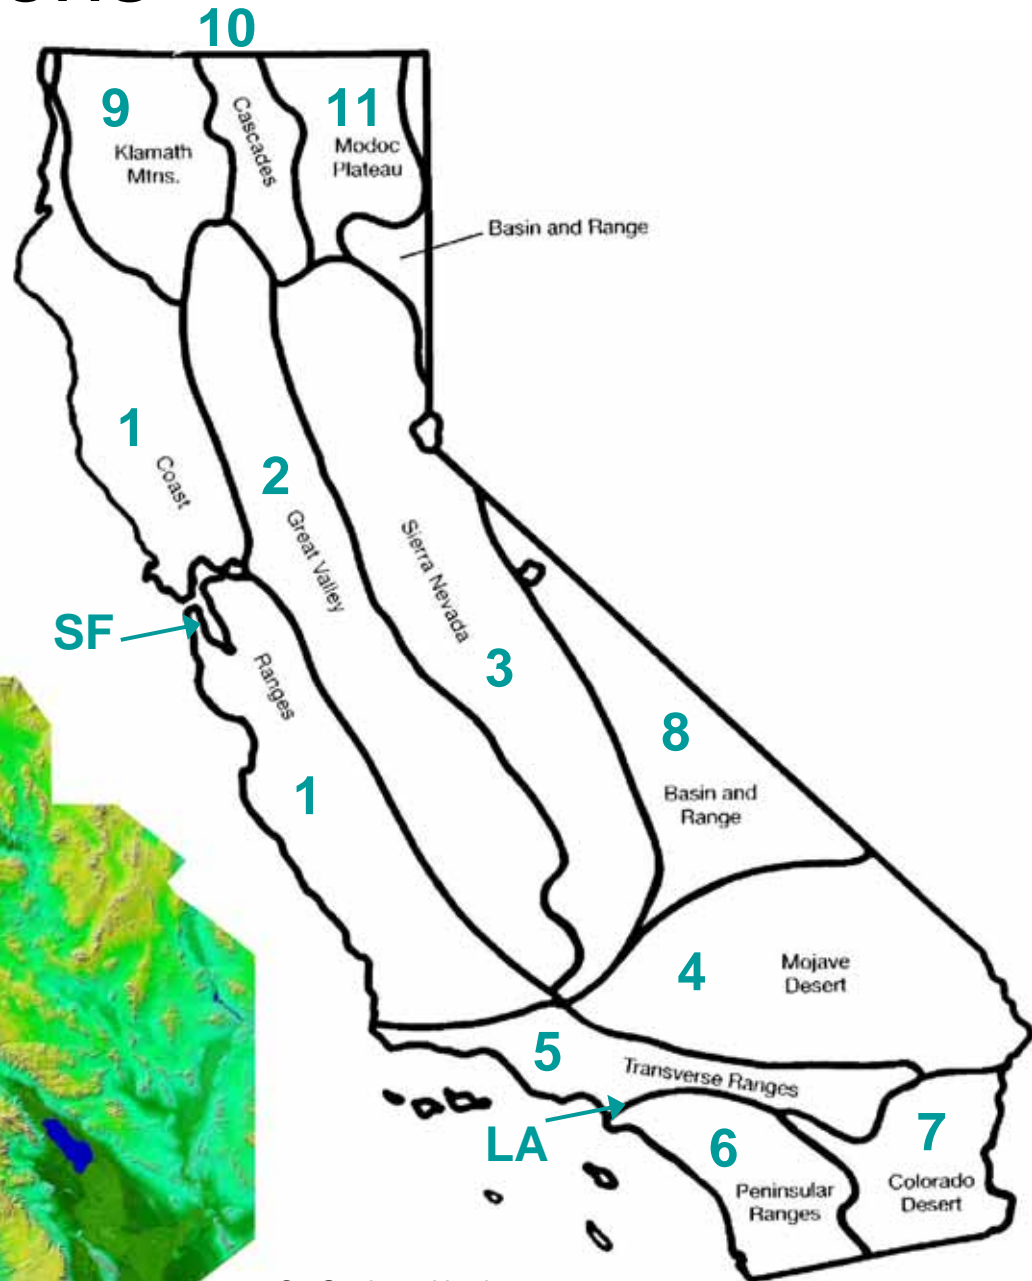 10
9
Klamath
Mtns.
Cascades
11
Modoc
Plateau
Basin and Range
1
Coast
2
Great Valley
Sierra Nevada
3
SF
Ranges
1
8
Basin and
Range
4
Mojave
Desert
5
Transverse Ranges
LA
6
Peninsular
Ranges
7
Colorado
Desert